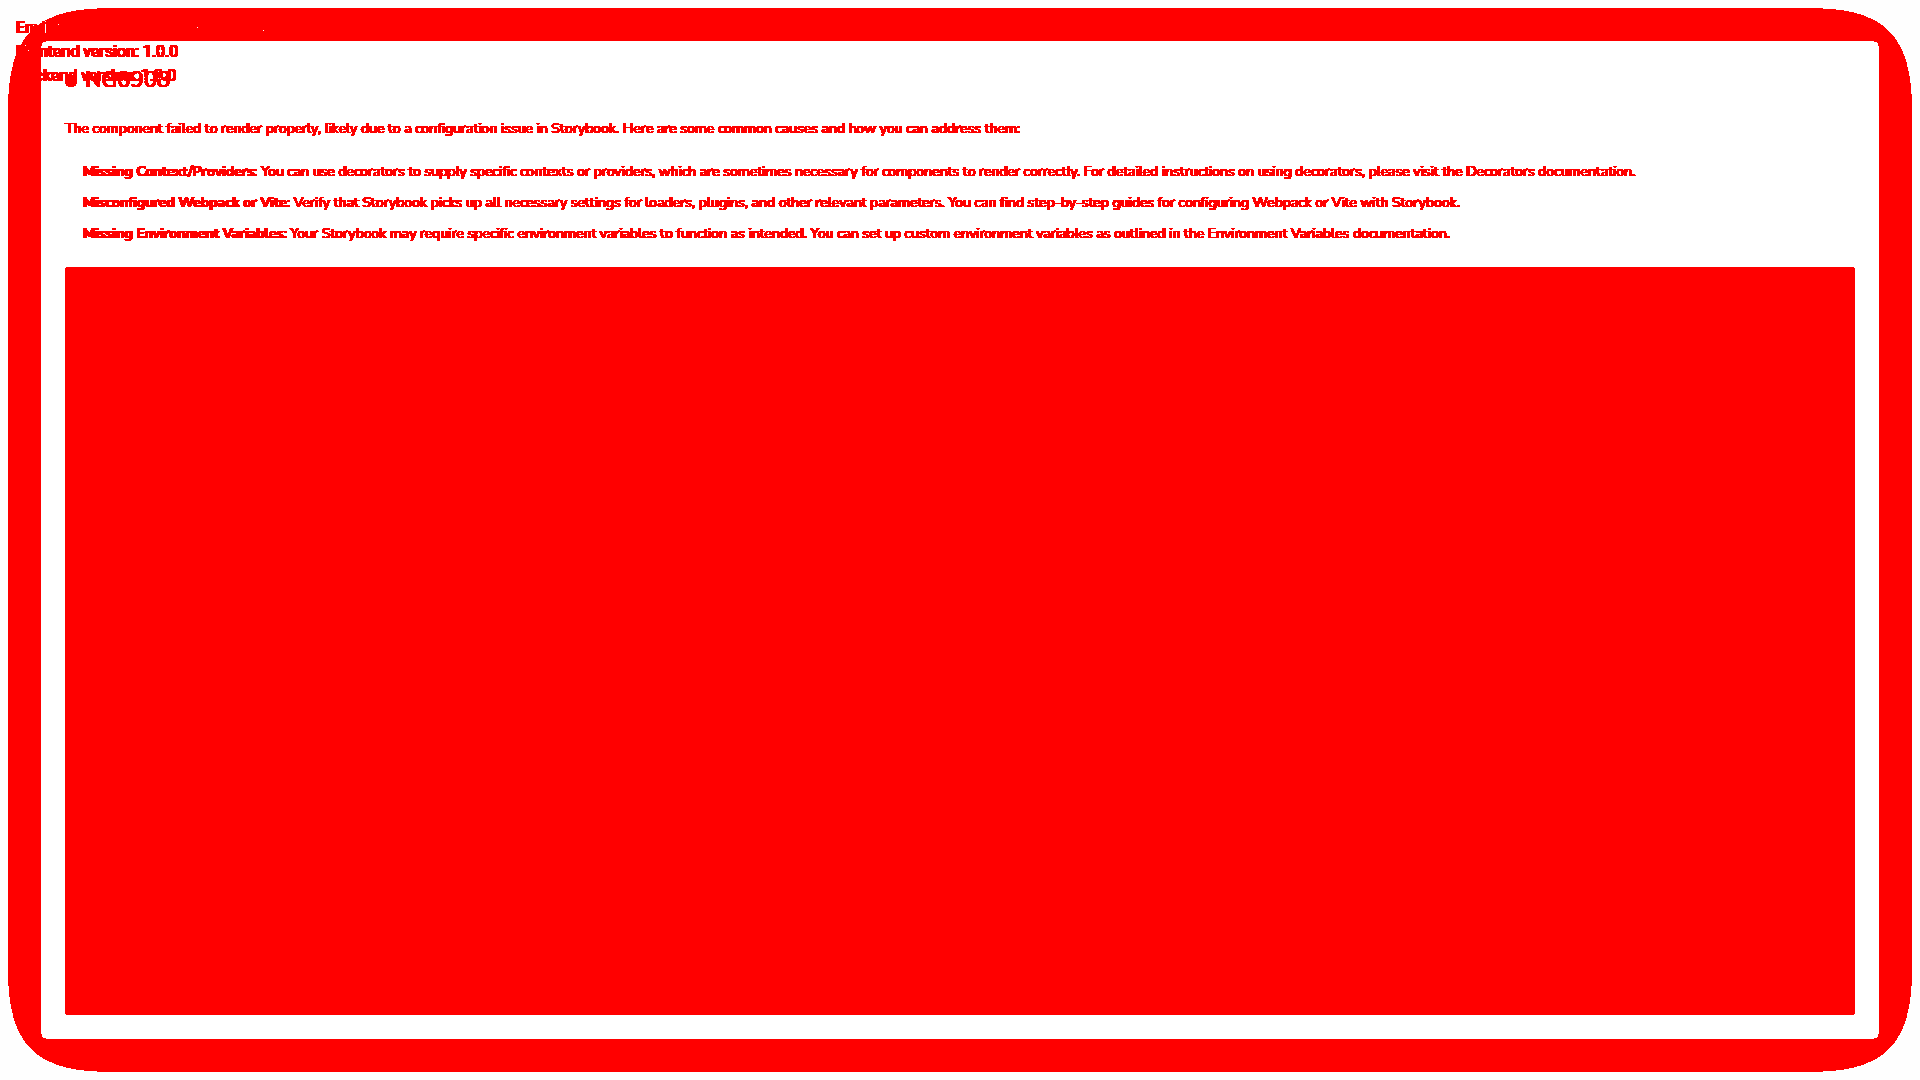 Frontend version: 1.0.0
Backend version: 1.0.0
NG0908
The component failed to render properly, likely due to a configuration issue in Storybook. Here are some common causes and how you can address them:
Missing Context/Providers: You can use decorators to supply specific contexts or providers, which are sometimes necessary for components to render correctly. For detailed instructions on using decorators, please visit the Decorators documentation.
Misconfigured Webpack or Vite: Verify that Storybook picks up all necessary settings for loaders, plugins, and other relevant parameters. You can find step-by-step guides for configuring Webpack or Vite with Storybook.
Missing Environment Variables: Your Storybook may require specific environment variables to function as intended. You can set up custom environment variables as outlined in the Environment Variables documentation.